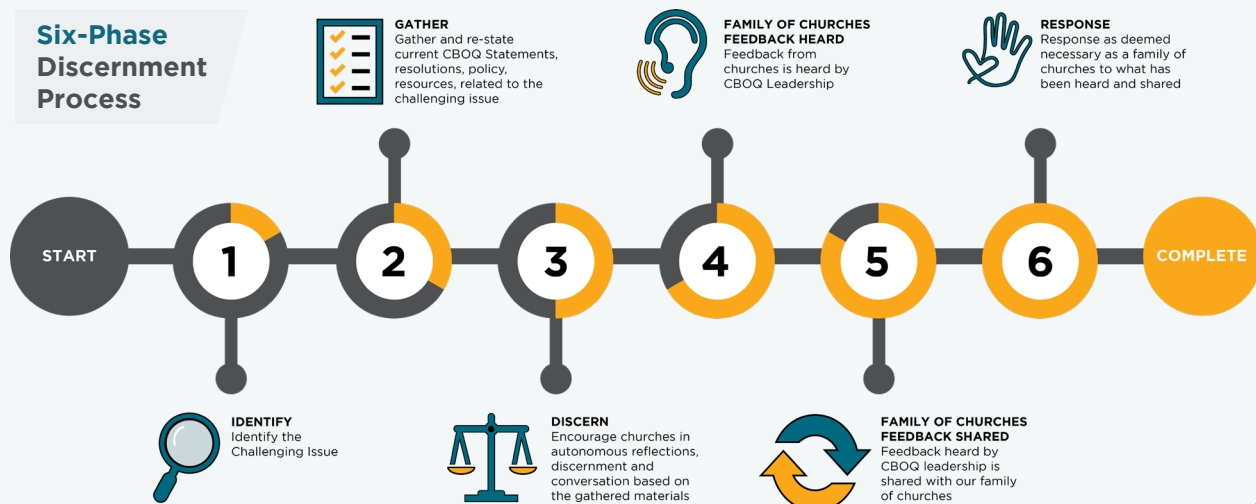 Six-Phase
Discernment
Process
GATHER
Gather and re-state
current CBOQ Statements,
resolutions, policy,
resources, related to the
challenging issue
FAMILY OF CHURCHES
FEEDBACK HEARD
Feedback from
churches is heard by
CBOQ Leadership
RESPONSE
Response as deemed
necessary as a family of
churches to what has
been heard and shared
START
1
2
3
4
5
6
COMPLETE
IDENTIFY
Identify the
Challenging Issue
DISCERN
Encourage churches in
autonomous reflections,
discernment and
conversation based on
the gathered materials
FAMILY OF CHURCHES
FEEDBACK SHARED
Feedback heard by
CBOQ leadership is
shared with our family
of churches